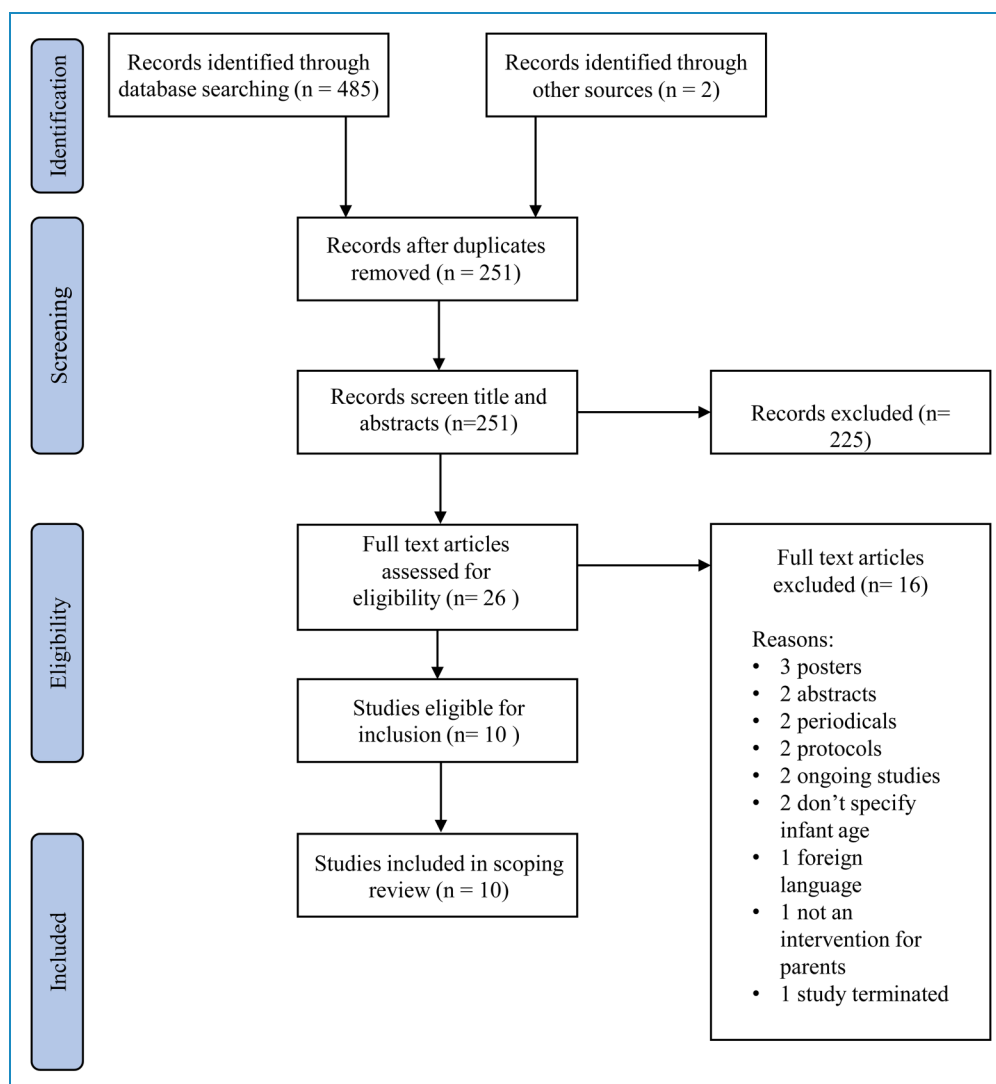 Identification
Records identified through
database searching (n = 485)
Records identified through
other sources (n = 2)
Screening
Records after duplicates
removed (n = 251)
Records screen title and
abstracts (n=251)
Records excluded (n=
225)
Eligibility
Full text articles
assessed for
eligibility (n= 26 )
Full text articles
excluded (n= 16)
Reasons:
• 3 posters
• 2 abstracts
• 2 periodicals
• 2 protocols
• 2 ongoing studies
• 2 don’t specify
infant age
• 1 foreign
language
• 1 not an
intervention for
parents
• 1 study terminated
Studies eligible for
inclusion (n= 10 )
Included
Studies included in scoping
review (n = 10)